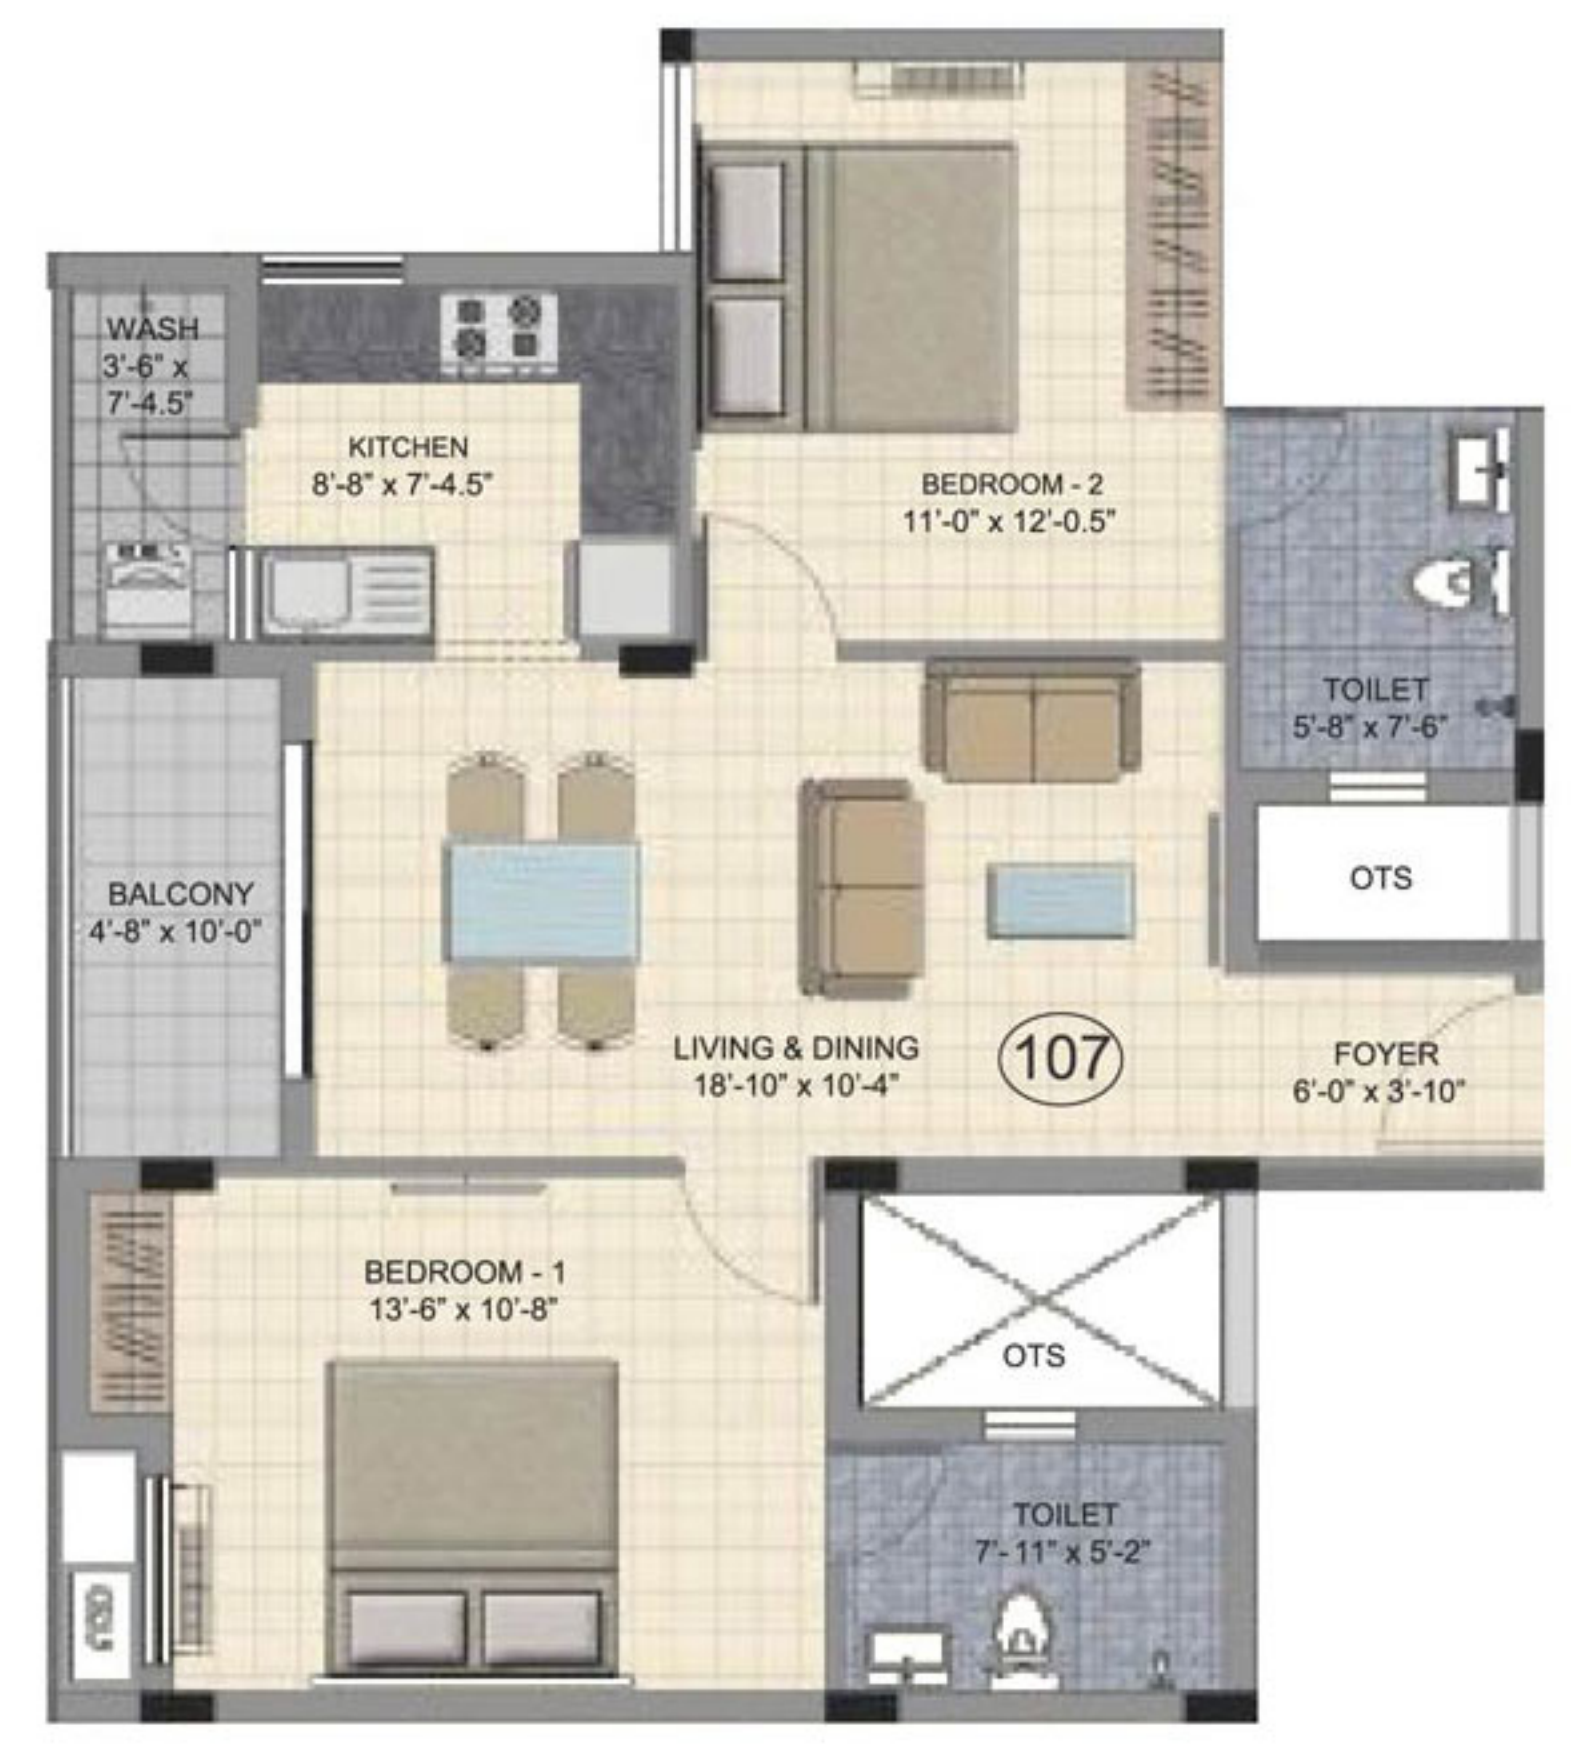 WASH
3'-6" x
7'-4.5"
KITCHEN
8'-8" x 7'-4.5"
BEDROOM - 2
11'-0" x 12'-0.5"
TOILET
5'-8" x 7'-6"
OTS
BALCONY
4'-8" x 10'-0"
LIVING & DINING
18'-10" x 10'-4"
107
FOYER
6'-0" x 3'-10"
BEDROOM - 1
13'-6" x 10'-8"
OTS
TOILET
7'- 11" x 5'-2"